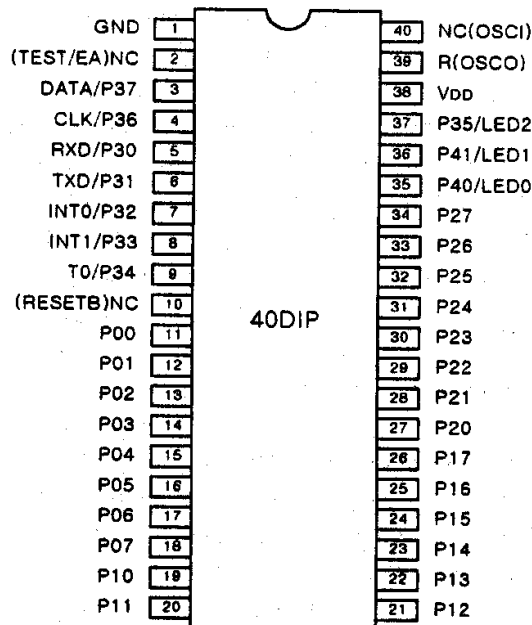 GND 1 40 NC(OSCI)
(TEST/EA)NC 2 39 R(OSCO)
DATA/P37 3 38 VDD
CLK/P36 4 37 P35/LED2
RXD/P30 5 36 P41/LED1
TXD/P31 6 35 P40/LED0
INT0/P32 7 34 P27
INT1/P33 8 33 P26
T0/P34 9 32 P25
(RESETB)NC 10 31 P24
40DIP
P00 11 30 P23
P01 12 29 P22
P02 13 28 P21
P03 14 27 P20
P04 15 26 P17
P05 16 25 P16
P06 17 24 P15
P07 18 23 P14
P10 19 22 P13
P11 20 21 P12